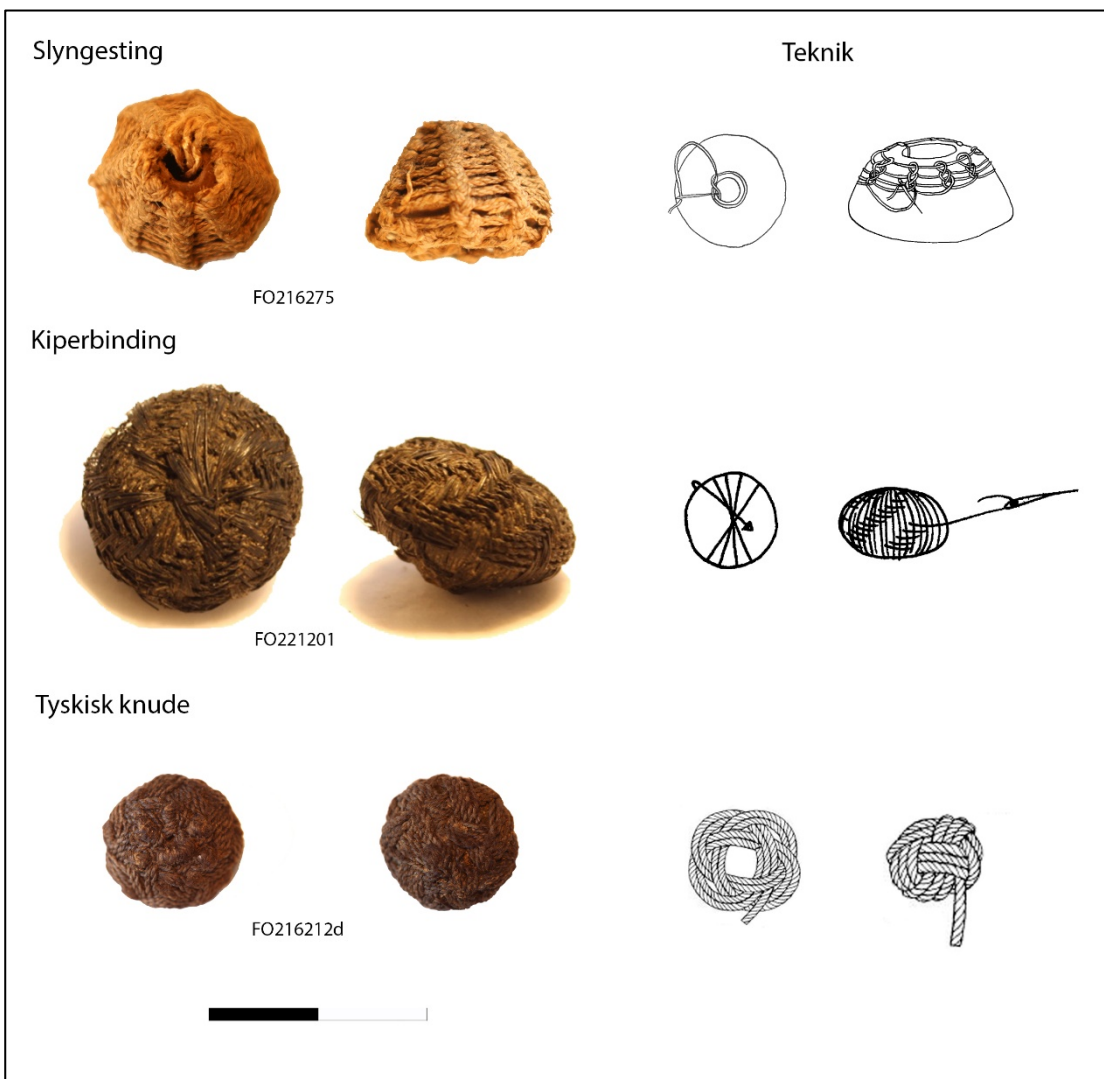 Slyngesting
Teknik
FO216275
Kiperbinding
FO221201
Tyskisk knude
FO216212d